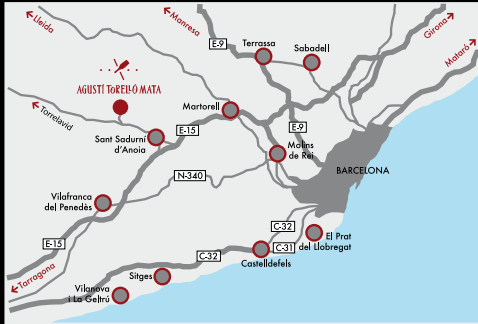 Lleida
Manresa
Girona
Mataró
E-9
Terrassa
Sabadell
AGUSTÍ TORELLÓ MATA
Torrelavid
Martorell
E-15
E-9
Sant Sadurní
d'Anoia
Molins
de Rei
BARCELONA
N-340
Vilafranca
del Penedès
C-32
El Prat
del Llobregat
E-15
C-32
C-31
Castelldefels
Tarragona
Sitges
Vilanova
i La Geltrú